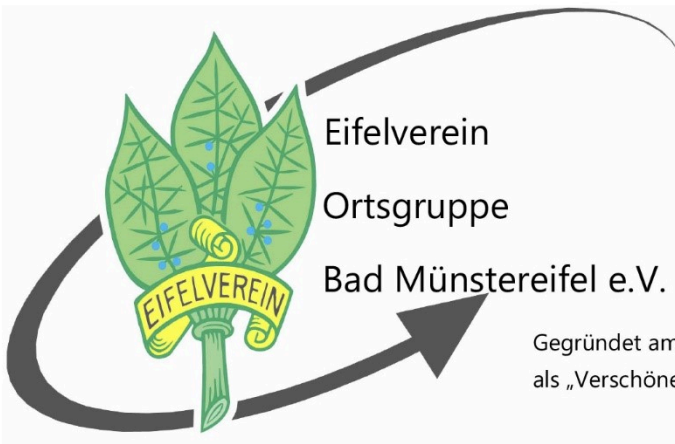 Eifelverein
Ortsgruppe
Bad Münstereifel e.V.
EIFELVEREIN
Gegründet am
als „Verschöne